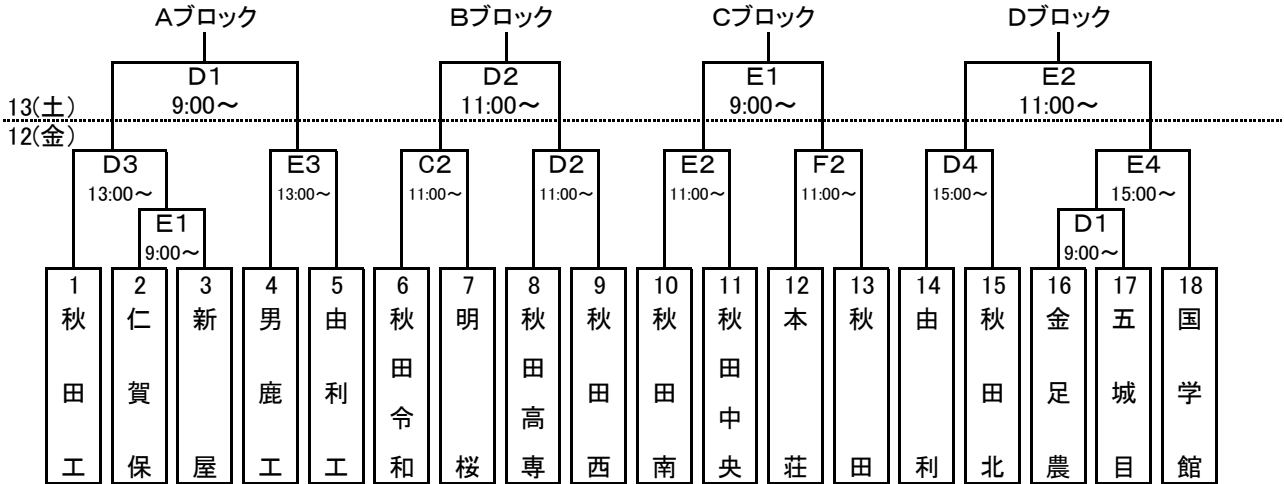 Aブロック Bブロック Cブロック Dブロック
D1 D2 E1 E2
9:00～ 11:00～ 9:00～ 11:00～
13(土)
12(金)
D3 E3 C2 D2 E2 F2 D4 E4
13:00～ 13:00～ 11:00～ 11:00～ 11:00～ 11:00～ 15:00～ 15:00～
E1 D1
9:00～ 9:00～
1 秋田工
2 仁賀保
3 新屋
4 男鹿工
5 由利工
6 秋田令和
7 明桜
8 秋田高専
9 秋田西
10 秋田南
11 秋田中央
12 本荘
13 秋田
14 由利
15 秋田北
16 金足農
17 五城目
18 国学館